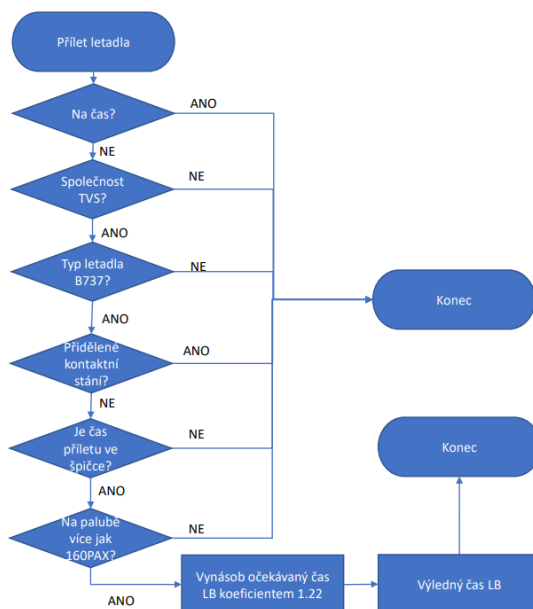 Přílet letadla
Na čas?
ANO
NE
Společnost
TVS?
NE
ANO
Typ letadla
B737?
NE
Konec
ANO
Přidělené
kontaktní
stání?
ANO
NE
Je čas
příletu ve
špičce?
NE
Konec
ANO
Na palubě
více jak
160PAX?
NE
ANO
Vynásob očekávaný čas
LB koeficientem 1.22
Výledný čas LB